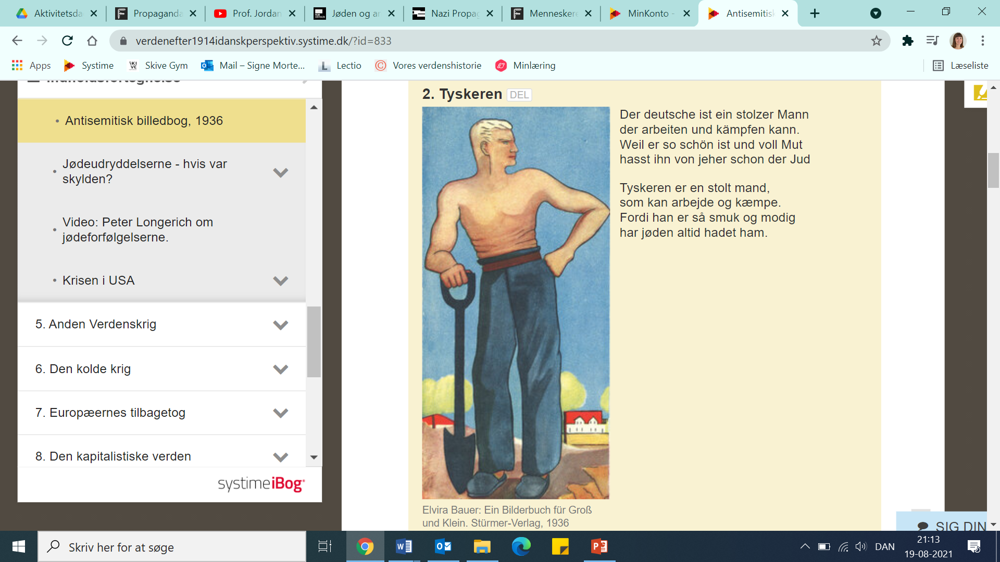 Aktivitetsda
Propaganda
Prof. Jordan
Jøden og an
Nazi Propag
Menneskere
MinKonto -
Antisemitisk
verdenefter1914idanskperspektiv.systime.dk/?id=833
Apps
Systime
SKI VE
Skive Gym
Mail – Signe Morte...
Lectio
Vores verdenshistorie
Minlæring
Læseliste
Indholdsfortegnelse
Antisemitisk billedbog, 1936
Jødeudryddelserne - hvis var
skylden?
Video: Peter Longerich om
jødeforfølgelserne.
Krisen i USA
5. Anden Verdenskrig
6. Den kolde krig
7. Europæernes tilbagetog
8. Den kapitalistiske verden
systime iBog
2. Tyskeren DEL
Der deutsche ist ein stolzer Mann
der arbeiten und kämpfen kann.
Weil er so schön ist und voll Mut
hasst ihn von jeher schon der Jud
Tyskeren er en stolt mand,
som kan arbejde og kæmpe.
Fordi han er så smuk og modig
har jøden altid hadet ham.
Elvira Bauer: Ein Bilderbuch für Groß
und Klein. Stürmer-Verlag, 1936
SIG DIN
Skriv her for at søge
DAN
21:13
19-08-2021